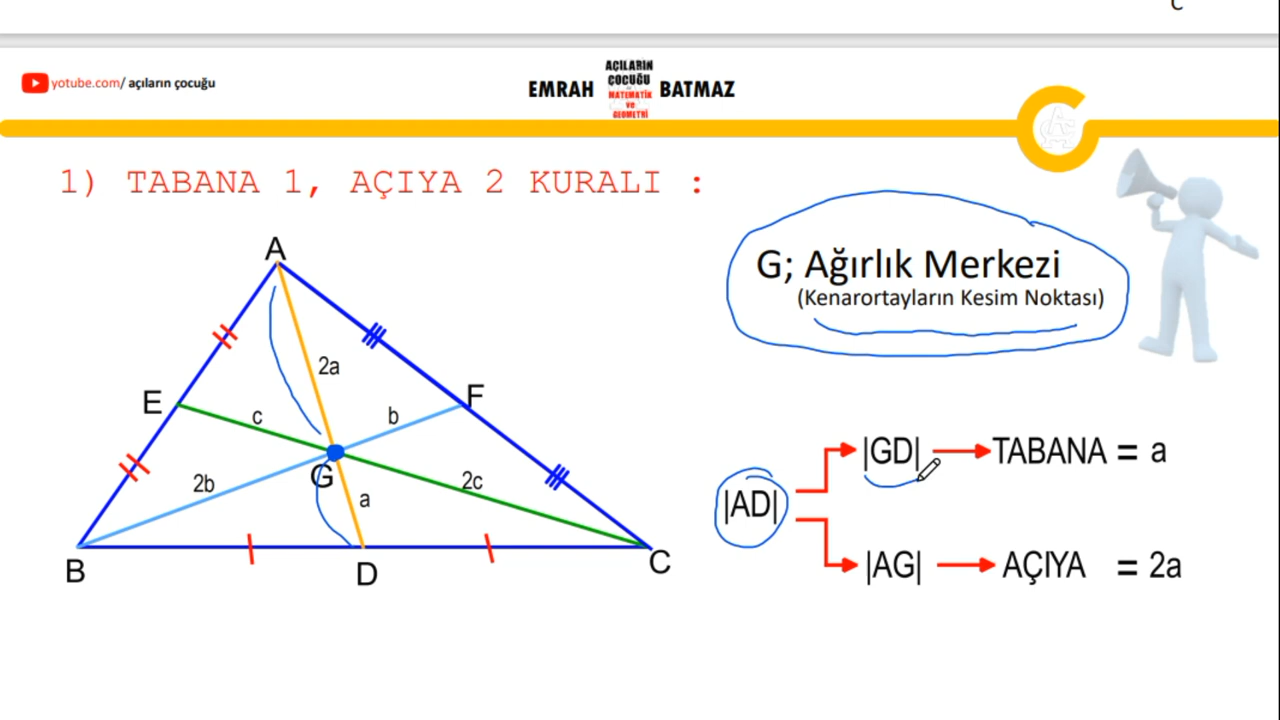 C
yotube.com/ açıların çocuğu
EMRAH
AÇILARIN
ÇOCUĞU
MATEMATİK
ve
GEOMETRİ
BATMAZ
1) TABANA 1, AÇIYA 2 KURALI :
G; Ağırlık Merkezi
(Kenarortayların Kesim Noktası)
A
2a
E
c
b
F
G
2b
a
2c
B
D
C
|AD|
|GD| TABANA = a
|AG| AÇIYA = 2a